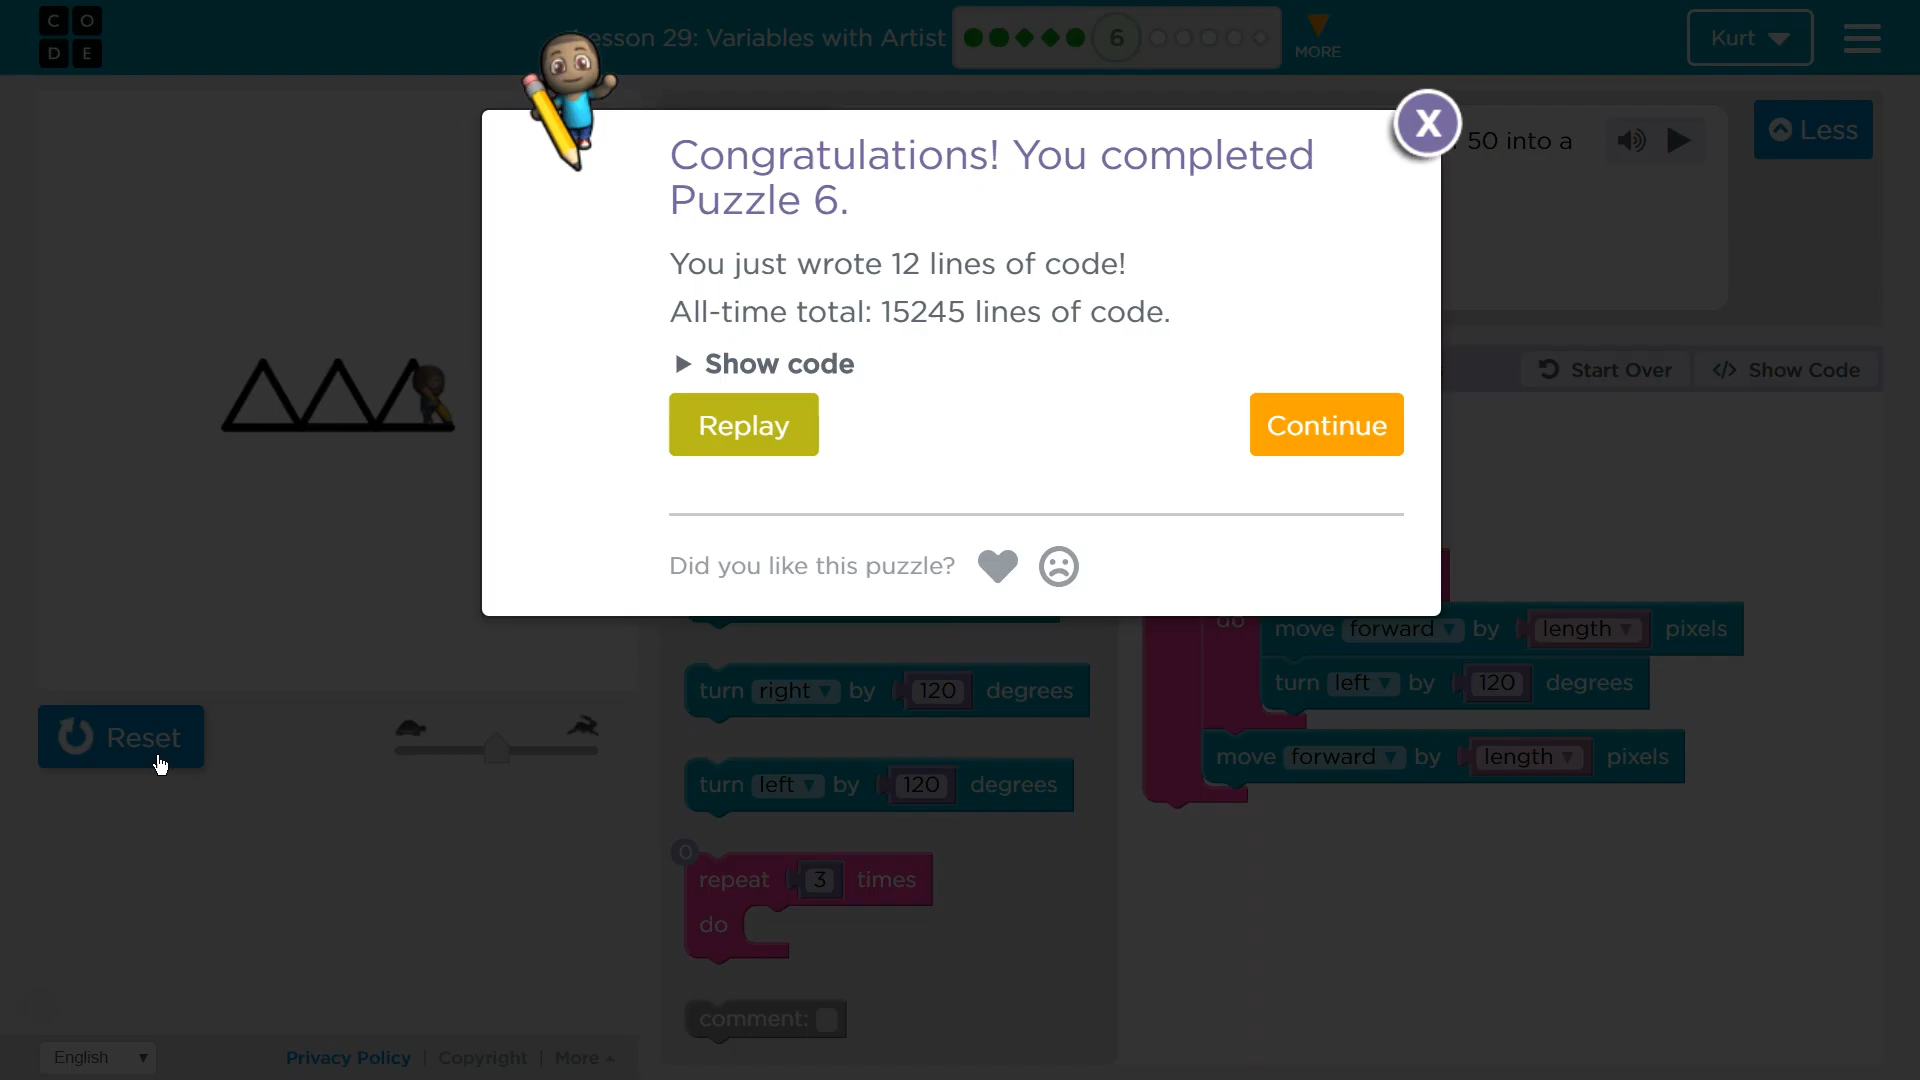 C O
D E
esson 29: Variables with Artist
6
MORE
Kurt
X
50 into a
Less
Congratulations! You completed
Puzzle 6.
You just wrote 12 lines of code!
All-time total: 15245 lines of code.
Show code
Start Over
Show Code
Replay
Continue
Did you like this puzzle?
do
move forward by length pixels
turn left by 120 degrees
move forward by length pixels
turn right by 120 degrees
turn left by 120 degrees
0
repeat 3 times
do
comment:
Reset
English
Privacy Policy | Copyright | More